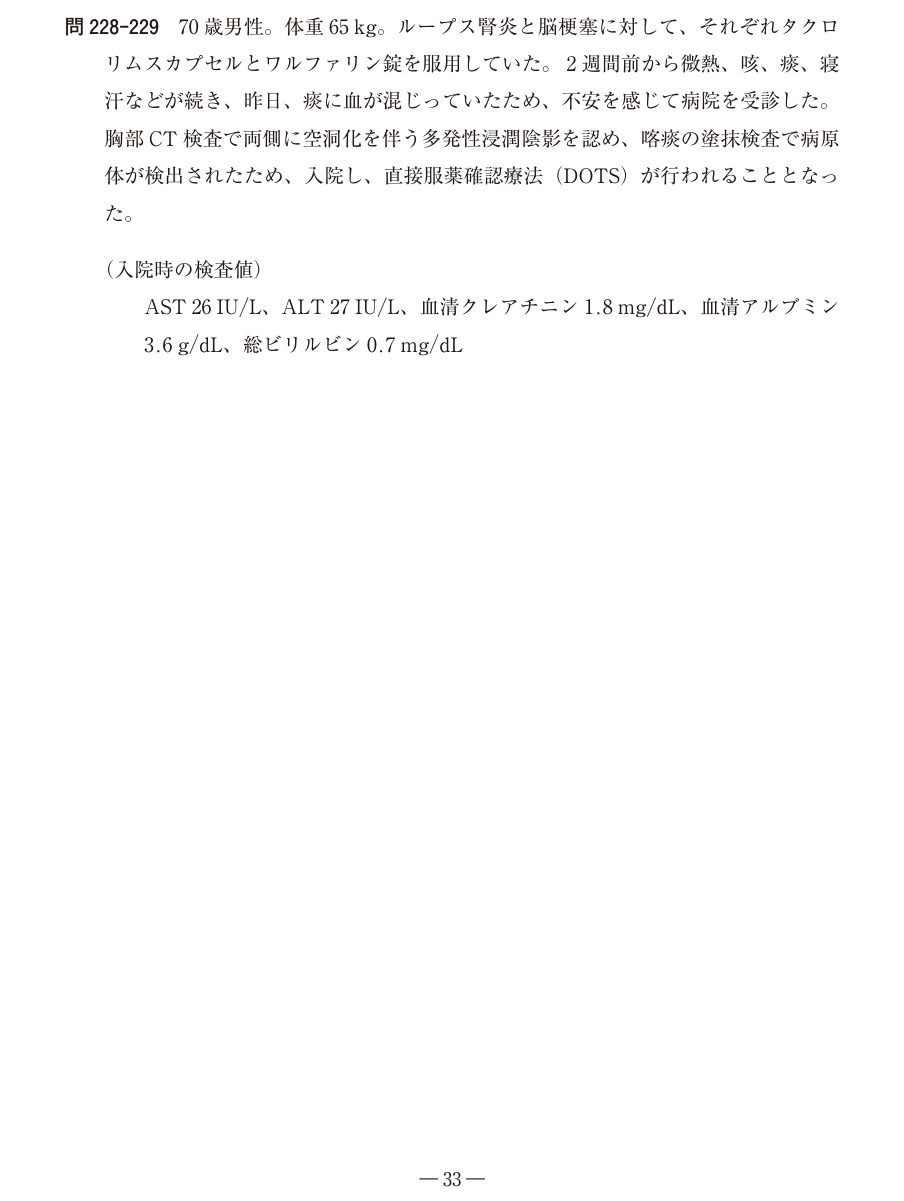 問 228-229　70 歳男性。体重 65 kg。ループス腎炎と脳梗塞に対して、それぞれタクロ
リムスカプセルとワルファリン錠を服用していた。２週間前から微熱、咳、痰、寝
汗などが続き、昨日、痰に血が混じっていたため、不安を感じて病院を受診した。
胸部 CT 検査で両側に空洞化を伴う多発性浸潤陰影を認め、喀痰の塗抹検査で病原
体が検出されたため、入院し、直接服薬確認療法（DOTS）が行われることとなっ
た。
（入院時の検査値）
AST 26 IU/L、ALT 27 IU/L、血清クレアチニン 1.8 mg/dL、血清アルブミン
3.6 g/dL、総ビリルビン 0.7 mg/dL
― 33 ―